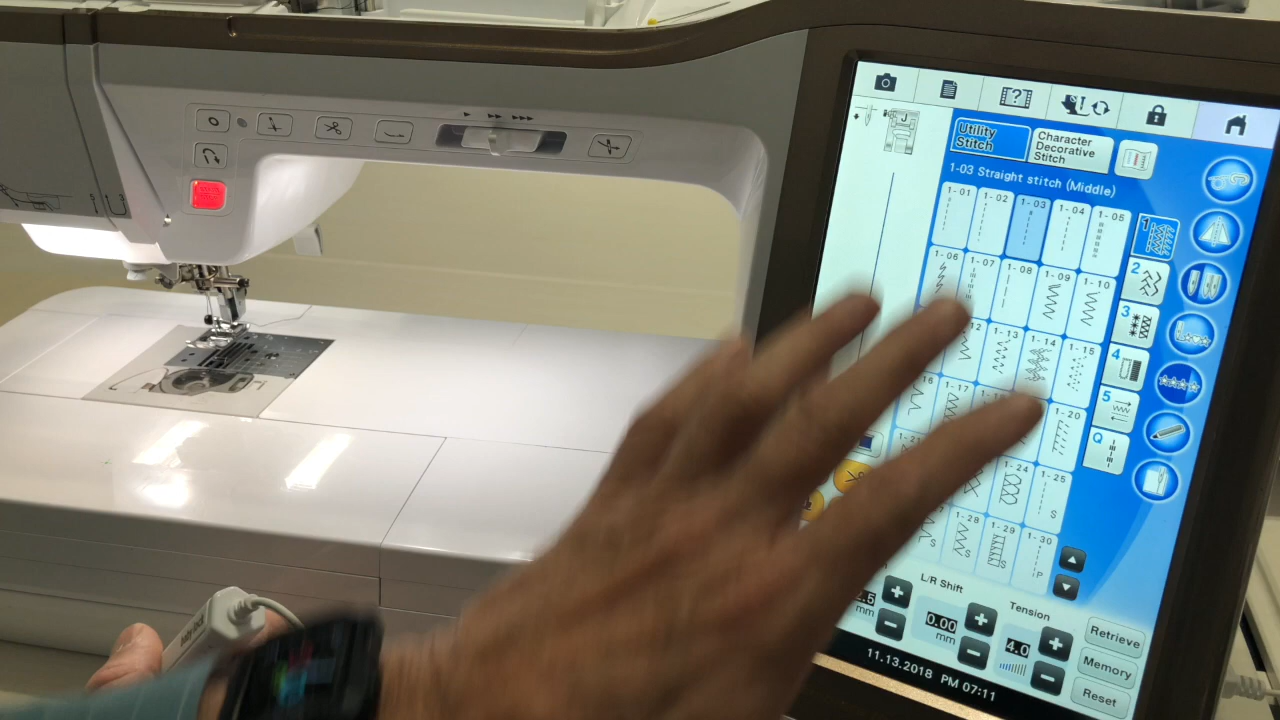 J
Utility
Stitch
Character
Decorative
Stitch
1-03 Straight stitch (Middle)
1-01
1-02
1-03
1-04
1-05
1-06
1-07
1-08
1-09
1-10
1-13
1-14
1-15
1-17
1-20
1-24
1-25
S
1-28
S
1-29
S
1-30
P
1
2
3
4
5
Q
L/R Shift
Tension
mm
0.00
mm
4.0
Retrieve
Memory
Reset
11.13.2018 PM 07:11
baby lock